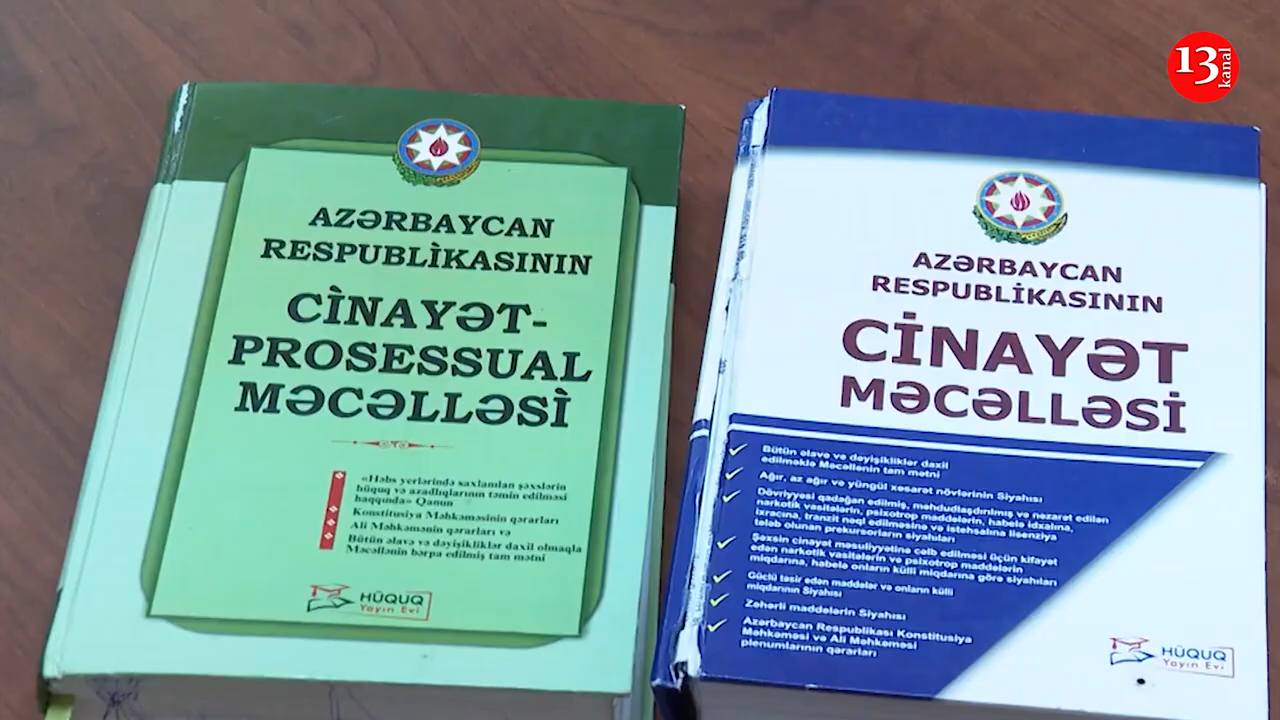 13
kanal
AZƏRBAYCAN
RESPUBLİKASININ
CİNAYƏT-
PROSESSUAL
MƏCƏLLƏSİ
«Həbs yerlərində saxlanılan şəxslərin
hüquq və azadlıqlarının təmin edilməsi
haqqında» Qanun
Konstitusiya Məhkəməsinin qərarları
Ali Məhkəmənin qərarları və
Bütün əlavə və dəyişikliklər daxil olmaqla
Məcəllənin bərpa edilmiş tam mətni
HÜQUQ
Yayın Evi
AZƏRBAYCAN
RESPUBLİKASININ
CİNAYƏT
MƏCƏLLƏSİ
Bütün əlavə və dəyişikliklər daxil
edilməklə Məcəllənin tam mətni
Ağır, az ağır və yüngül xəsarət növlərinin Siyahısı
Dövriyyəsi qadağan edilmiş, məhdudlaşdırılmış və nəzarət edilən
narkotik vasitələrin, psixotrop maddələrin, habelə idxalına,
ixracına, tranzit nəql edilməsinə və istehsalına lisenziya
tələb olunan prekursorların siyahıları
Şəxsin cinayət məsuliyyətinə cəlb edilməsi üçün kifayət
edən narkotik vasitələrin və psixotrop maddələrin
miqdarına, habelə onların külli miqdarına görə siyahıları
Güclü təsir edən maddələr və onların külli
miqdarının Siyahısı
Zəhərli maddələrin Siyahısı
Azərbaycan Respublikası Konstitusiya
Məhkəməsi və Ali Məhkəməsi
plenumlarının qərarları
HÜQUQ
Yayın Evi